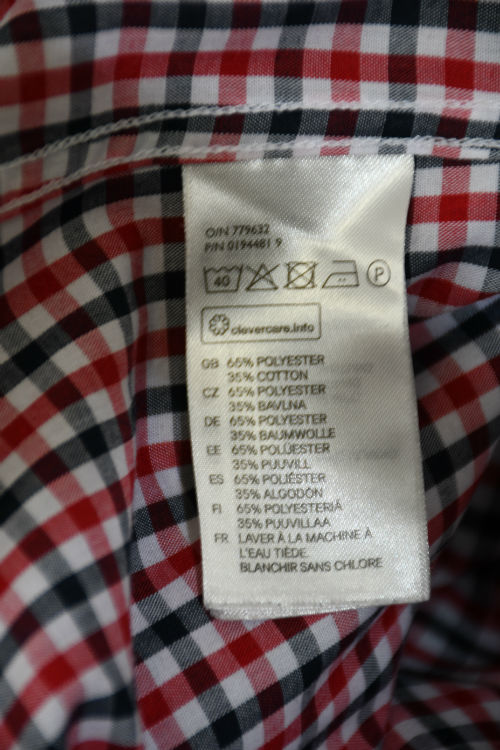 O/N 779632
P/N 0194481 9
40 P
clevercare.info
GB 65% POLYESTER
35% COTTON
CZ 65% POLYESTER
35% BAVLNA
DE 65% POLYESTER
35% BAUMWOLLE
EE 65% POLÜESTER
35% PUUVILL
ES 65% POLIÉSTER
35% ALGODÓN
FI 65% POLYESTERIÄ
35% PUUVILLAA
FR LAVER À LA MACHINE À
L'EAU TIÈDE.
BLANCHIR SANS CHLORE